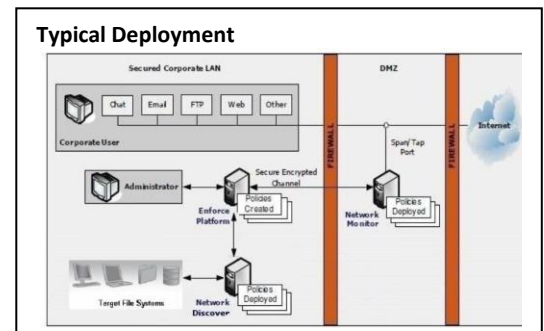 Typical Deployment
Secured Corporate LAN
DMZ
Chat
Email
FTP
Web
Other
Corporate User
Internet
FIREWALL
FIREWALL
Span/Tap
Port
Secure Encrypted
Channel
Administrator
Enforce
Platform
Policies
Created
Network
Monitor
Policies
Deployed
Target File Systems
Network
Discover
Policies
Deployed